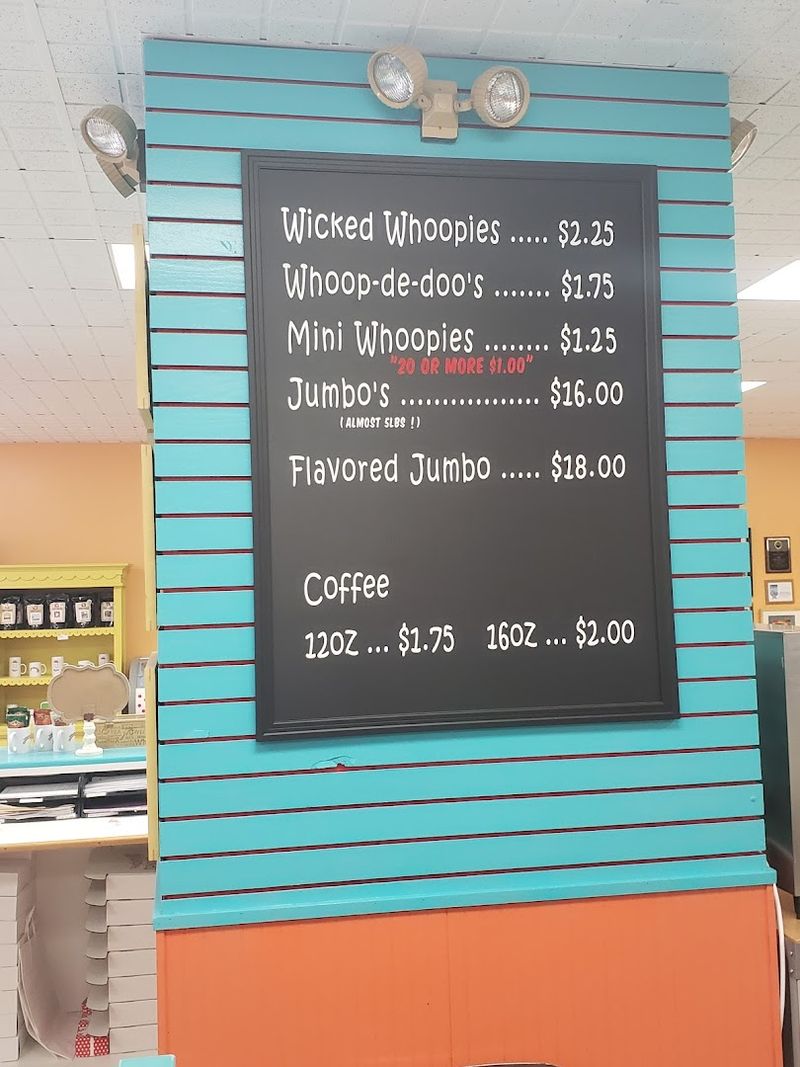 Wicked Whoopies ..... $2.25
Whoop-de-doo's ....... $1.75
Mini Whoopies ........ $1.25
"20 OR MORE $1.00"
Jumbo's ................. $16.00
(ALMOST 5LBS !)
Flavored Jumbo ..... $18.00
Coffee
12OZ ... $1.75 16OZ ... $2.00